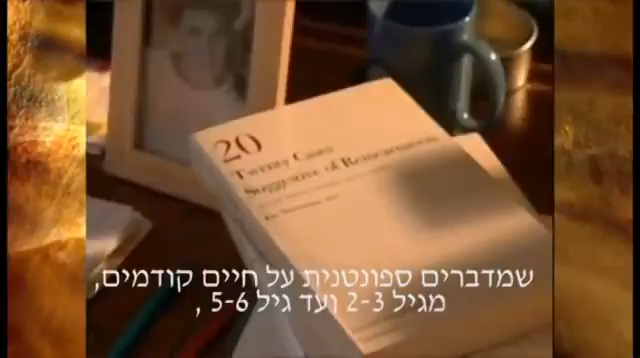 20
Twenty Cases
Suggestive of Reincarnation
שמדברים ספונטנית על חיים קודמים,
מגיל 2-3 ועד גיל 5-6 ,